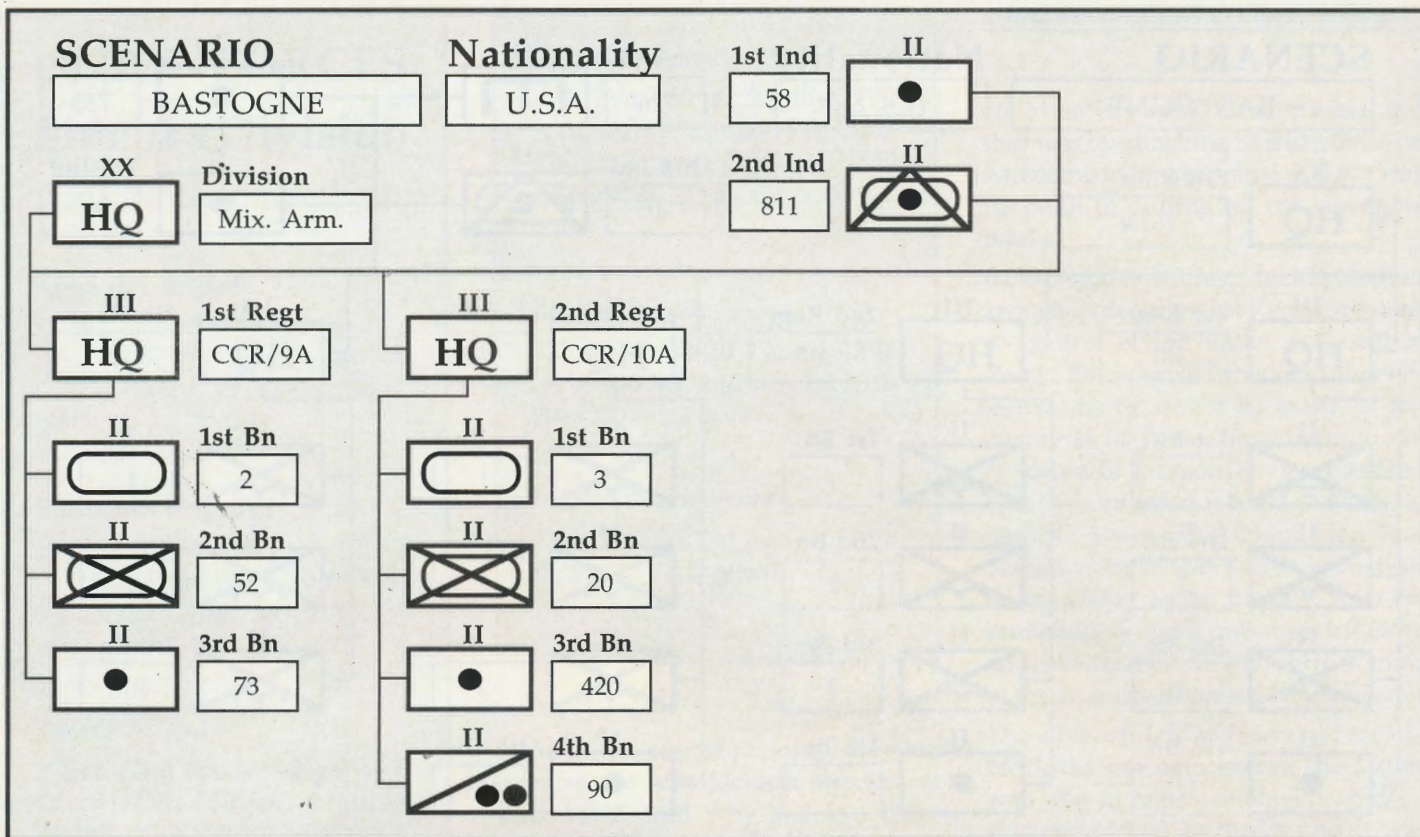 SCENARIO
BASTOGNE
Nationality
U.S.A.
1st Ind
58
II
2nd Ind
811
II
XX
HQ
Division
Mix. Arm.
III
HQ
1st Regt
CCR/9A
III
HQ
2nd Regt
CCR/10A
II
1st Bn
2
II
2nd Bn
52
II
3rd Bn
73
II
1st Bn
3
II
2nd Bn
20
II
3rd Bn
420
II
4th Bn
90